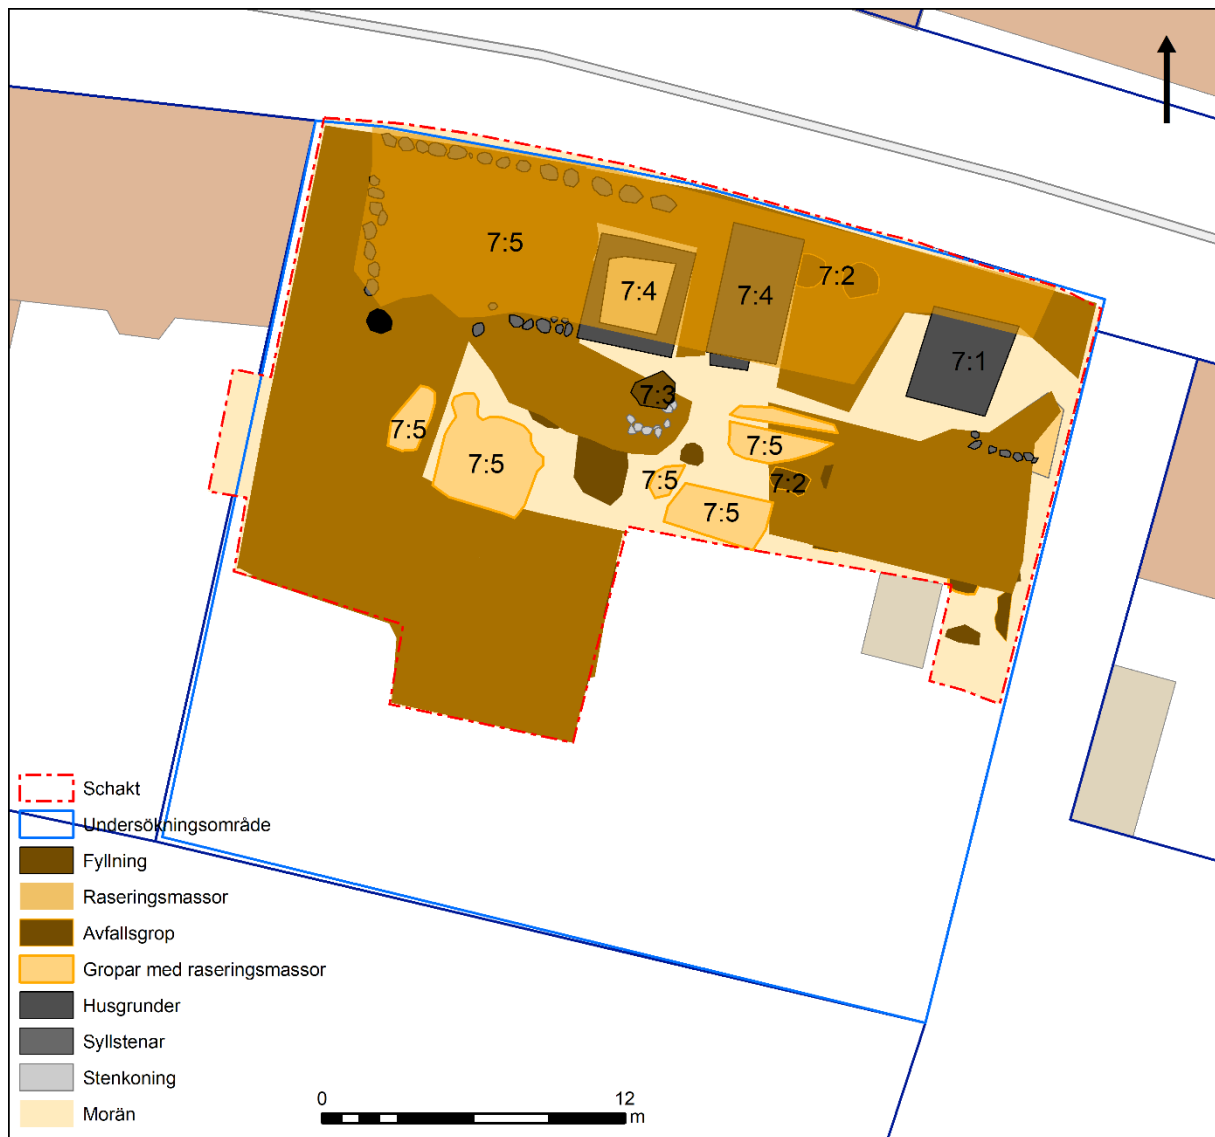 7:5
7:2
7:4
7:4
7:1
7:3
7:5
7:5
7:5
7:5
7:2
7:5
Schakt
Undersökningsområde
Fyllning
Raseringsmassor
Avfallsgrop
Gropar med raseringsmassor
Husgrunder
Syllstenar
Stenkoning
Morän
0 12
m